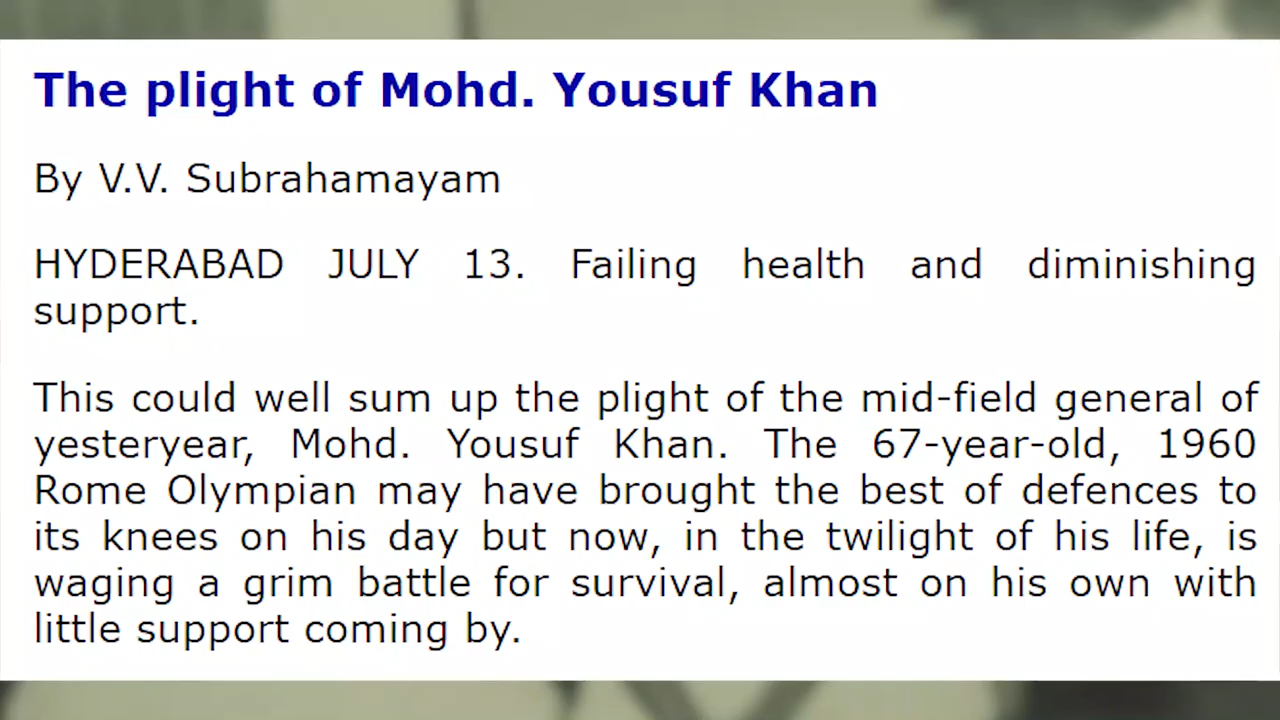 The plight of Mohd. Yousuf Khan
By V.V. Subrahamayam
HYDERABAD JULY 13. Failing health and diminishing
support.
This could well sum up the plight of the mid-field general of
yesteryear, Mohd. Yousuf Khan. The 67-year-old, 1960
Rome Olympian may have brought the best of defences to
its knees on his day but now, in the twilight of his life, is
waging a grim battle for survival, almost on his own with
little support coming by.